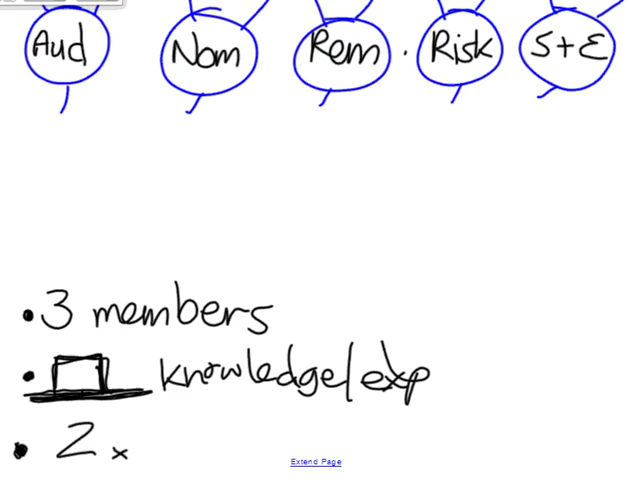 Aud Nom Rem. Risk S+E
• 3 members
• knowledge/exp
• 2x
Extend Page